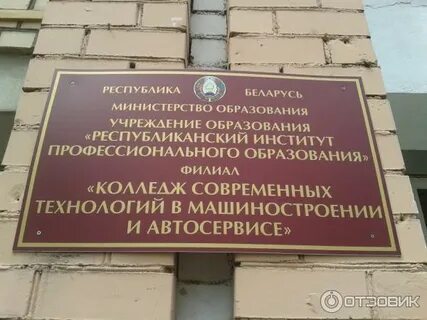 РЕСПУБЛИКА БЕЛАРУСЬ
МИНИСТЕРСТВО ОБРАЗОВАНИЯ
УЧРЕЖДЕНИЕ ОБРАЗОВАНИЯ
«РЕСПУБЛИКАНСКИЙ ИНСТИТУТ
ПРОФЕССИОНАЛЬНОГО ОБРАЗОВАНИЯ»
ФИЛИАЛ
«КОЛЛЕДЖ СОВРЕМЕННЫХ
ТЕХНОЛОГИЙ В МАШИНОСТРОЕНИИ
И АВТОСЕРВИСЕ»
ОТЗОВИК